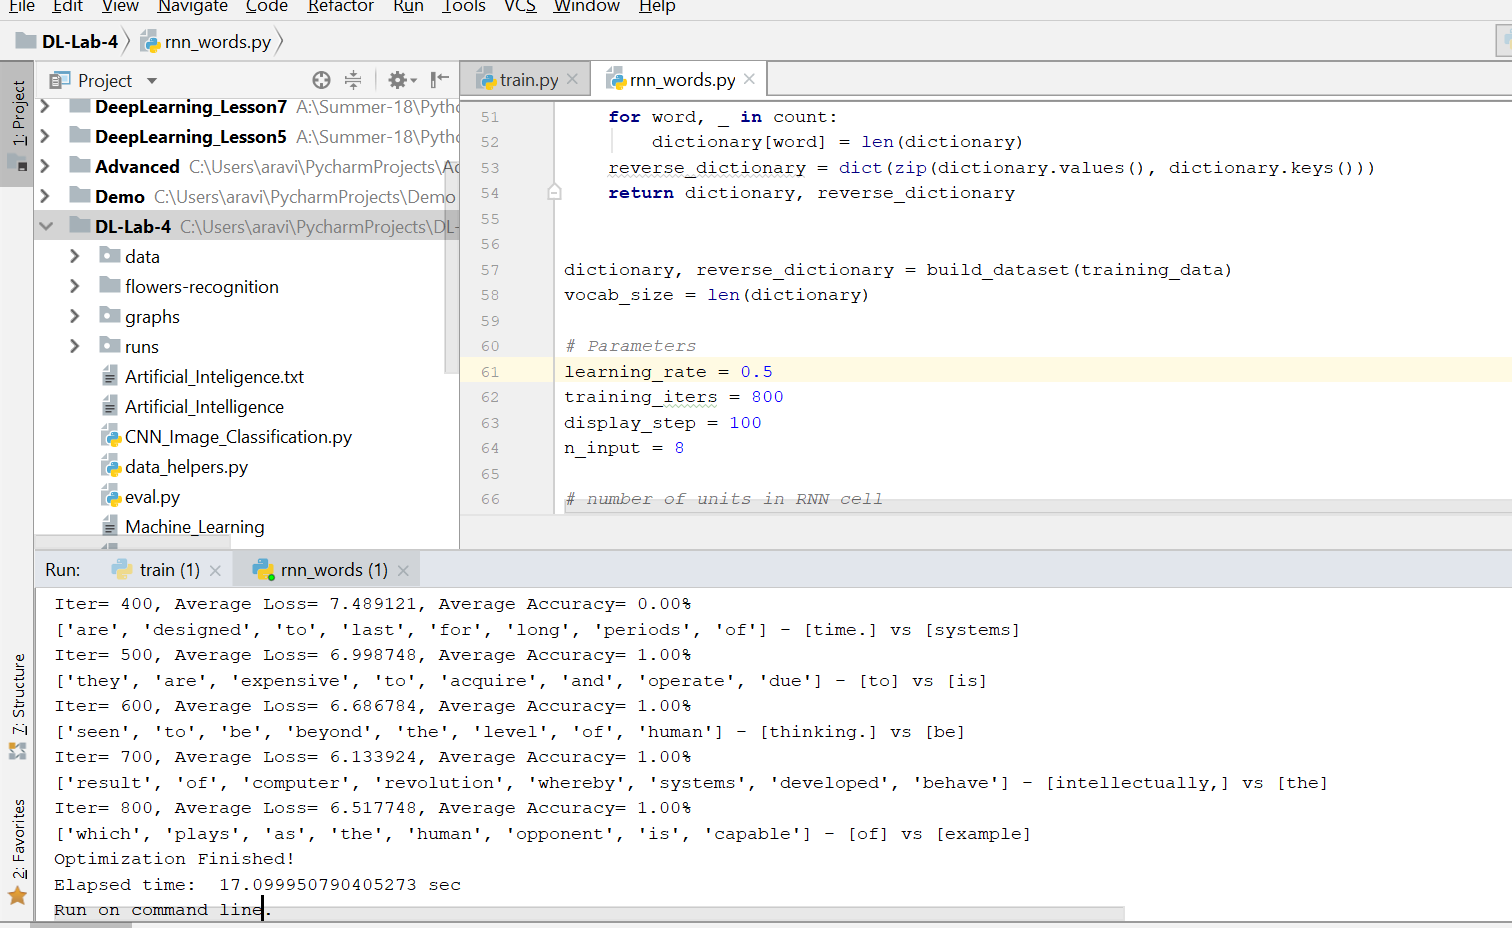 File Edit View Navigate Code Refactor Run Tools VCS Window Help
DL-Lab-4 rnn_words.py
1: Project
Project
train.py rnn_words.py
DeepLearning_Lesson7 A:\Summer-18\Pytho
DeepLearning_Lesson5 A:\Summer-18\Pytho
Advanced C:\Users\aravi\PycharmProjects\Ad
Demo C:\Users\aravi\PycharmProjects\Demo
DL-Lab-4 C:\Users\aravi\PycharmProjects\DL-
data
flowers-recognition
graphs
runs
Artificial_Inteligence.txt
Artificial_Intelligence
CNN_Image_Classification.py
data_helpers.py
eval.py
Machine_Learning
51 for word, _ in count:
52 dictionary[word] = len(dictionary)
53 reverse_dictionary = dict(zip(dictionary.values(), dictionary.keys()))
54 return dictionary, reverse_dictionary
55
56
57 dictionary, reverse_dictionary = build_dataset(training_data)
58 vocab_size = len(dictionary)
59
60 # Parameters
61 learning_rate = 0.5
62 training_iters = 800
63 display_step = 100
64 n_input = 8
65
66 # number of units in RNN cell
Run: train (1) rnn_words (1)
7: Structure
2: Favorites
Iter= 400, Average Loss= 7.489121, Average Accuracy= 0.00%
['are', 'designed', 'to', 'last', 'for', 'long', 'periods', 'of'] - [time.] vs [systems]
Iter= 500, Average Loss= 6.998748, Average Accuracy= 1.00%
['they', 'are', 'expensive', 'to', 'acquire', 'and', 'operate', 'due'] - [to] vs [is]
Iter= 600, Average Loss= 6.686784, Average Accuracy= 1.00%
['seen', 'to', 'be', 'beyond', 'the', 'level', 'of', 'human'] - [thinking.] vs [be]
Iter= 700, Average Loss= 6.133924, Average Accuracy= 1.00%
['result', 'of', 'computer', 'revolution', 'whereby', 'systems', 'developed', 'behave'] - [intellectually,] vs [the]
Iter= 800, Average Loss= 6.517748, Average Accuracy= 1.00%
['which', 'plays', 'as', 'the', 'human', 'opponent', 'is', 'capable'] - [of] vs [example]
Optimization Finished!
Elapsed time:  17.099950790405273 sec
Run on command line.